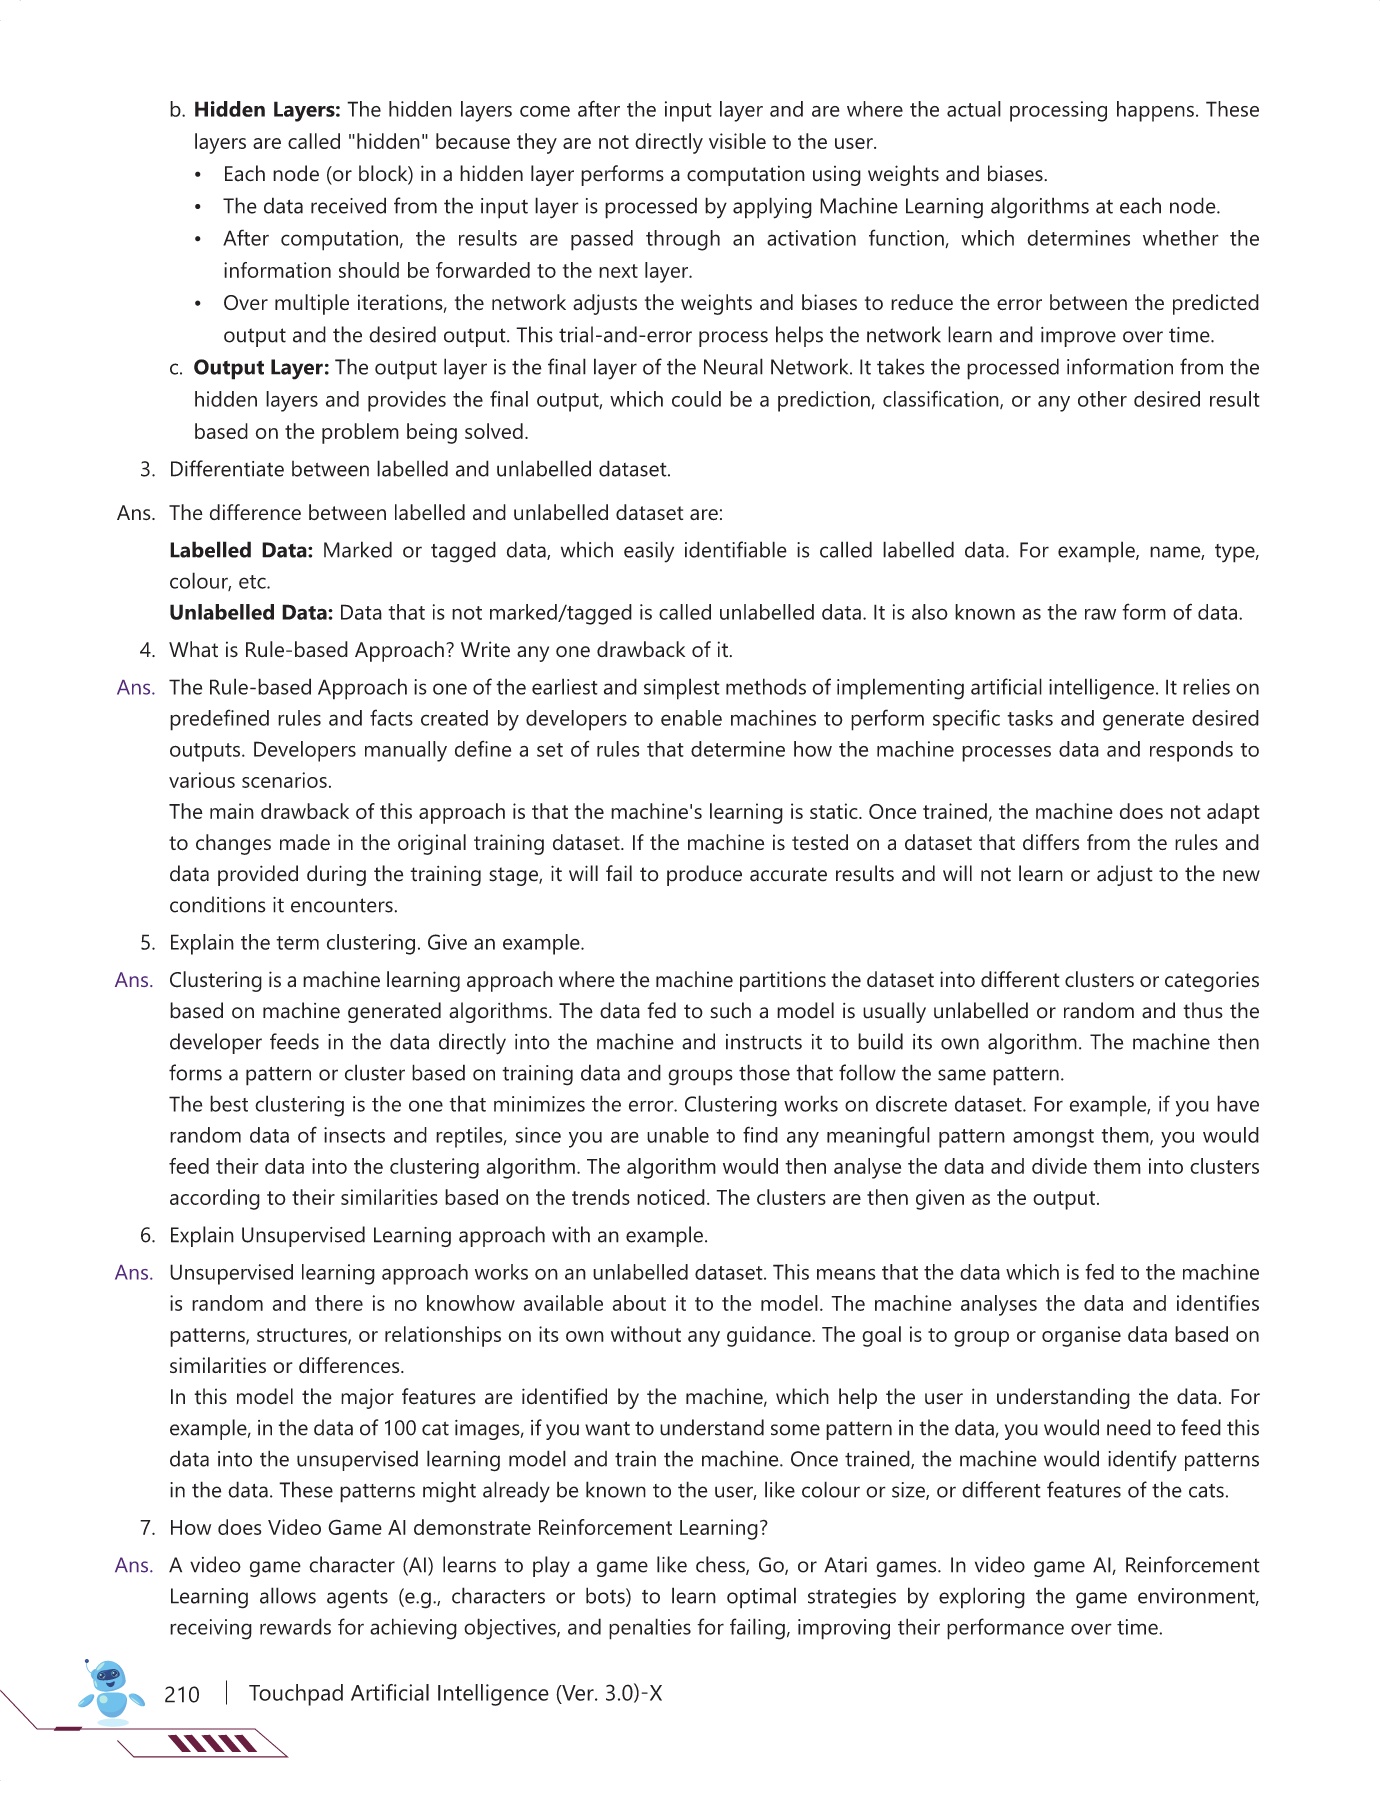 b. Hidden Layers: The hidden layers come after the input layer and are where the actual processing happens. These
layers are called "hidden" because they are not directly visible to the user.
• Each node (or block) in a hidden layer performs a computation using weights and biases.
• The data received from the input layer is processed by applying Machine Learning algorithms at each node.
• After computation, the results are passed through an activation function, which determines whether the
information should be forwarded to the next layer.
• Over multiple iterations, the network adjusts the weights and biases to reduce the error between the predicted
output and the desired output. This trial-and-error process helps the network learn and improve over time.
c. Output Layer: The output layer is the final layer of the Neural Network. It takes the processed information from the
hidden layers and provides the final output, which could be a prediction, classification, or any other desired result
based on the problem being solved.
3. Differentiate between labelled and unlabelled dataset.
Ans. The difference between labelled and unlabelled dataset are:
Labelled Data: Marked or tagged data, which easily identifiable is called labelled data. For example, name, type,
colour, etc.
Unlabelled Data: Data that is not marked/tagged is called unlabelled data. It is also known as the raw form of data.
4. What is Rule-based Approach? Write any one drawback of it.
Ans. The Rule-based Approach is one of the earliest and simplest methods of implementing artificial intelligence. It relies on
predefined rules and facts created by developers to enable machines to perform specific tasks and generate desired
outputs. Developers manually define a set of rules that determine how the machine processes data and responds to
various scenarios.
The main drawback of this approach is that the machine's learning is static. Once trained, the machine does not adapt
to changes made in the original training dataset. If the machine is tested on a dataset that differs from the rules and
data provided during the training stage, it will fail to produce accurate results and will not learn or adjust to the new
conditions it encounters.
5. Explain the term clustering. Give an example.
Ans. Clustering is a machine learning approach where the machine partitions the dataset into different clusters or categories
based on machine generated algorithms. The data fed to such a model is usually unlabelled or random and thus the
developer feeds in the data directly into the machine and instructs it to build its own algorithm. The machine then
forms a pattern or cluster based on training data and groups those that follow the same pattern.
The best clustering is the one that minimizes the error. Clustering works on discrete dataset. For example, if you have
random data of insects and reptiles, since you are unable to find any meaningful pattern amongst them, you would
feed their data into the clustering algorithm. The algorithm would then analyse the data and divide them into clusters
according to their similarities based on the trends noticed. The clusters are then given as the output.
6. Explain Unsupervised Learning approach with an example.
Ans. Unsupervised learning approach works on an unlabelled dataset. This means that the data which is fed to the machine
is random and there is no knowhow available about it to the model. The machine analyses the data and identifies
patterns, structures, or relationships on its own without any guidance. The goal is to group or organise data based on
similarities or differences.
In this model the major features are identified by the machine, which help the user in understanding the data. For
example, in the data of 100 cat images, if you want to understand some pattern in the data, you would need to feed this
data into the unsupervised learning model and train the machine. Once trained, the machine would identify patterns
in the data. These patterns might already be known to the user, like colour or size, or different features of the cats.
7. How does Video Game AI demonstrate Reinforcement Learning?
Ans. A video game character (AI) learns to play a game like chess, Go, or Atari games. In video game AI, Reinforcement
Learning allows agents (e.g., characters or bots) to learn optimal strategies by exploring the game environment,
receiving rewards for achieving objectives, and penalties for failing, improving their performance over time.
210 | Touchpad Artificial Intelligence (Ver. 3.0)-X